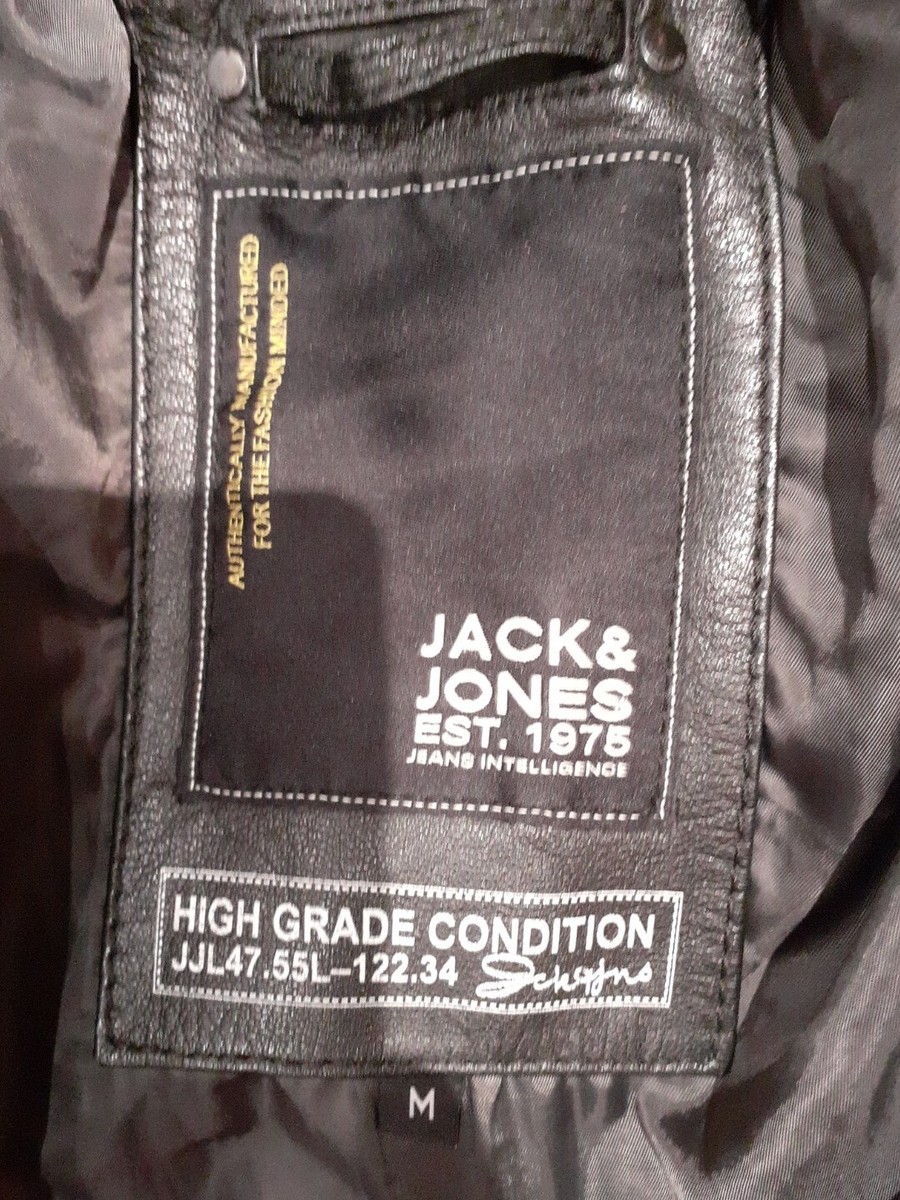 AUTHENTICALLY MANUFACTURED
FOR THE FASHION MINDED
JACK&
JONES
EST. 1975
JEANS INTELLIGENCE
HIGH GRADE CONDITION
JJL47.55L–122.34
M